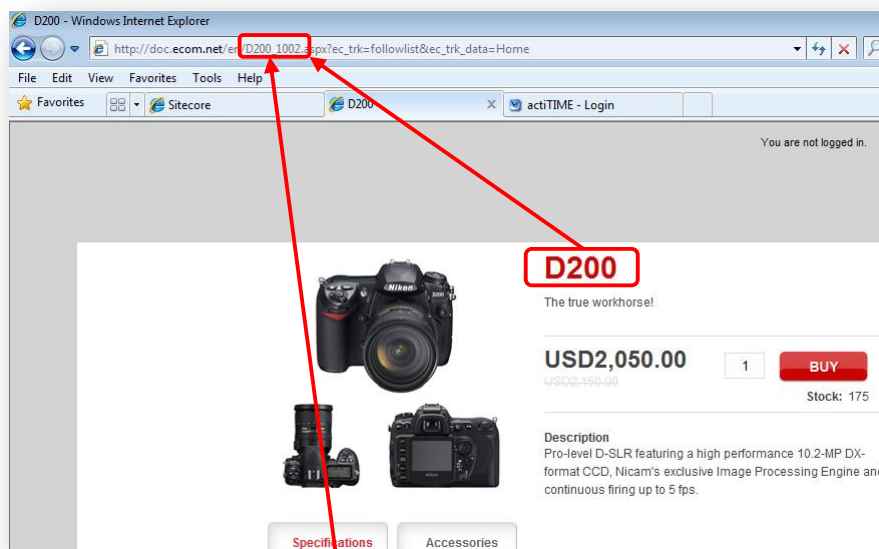 D200 - Windows Internet Explorer
http://doc.ecom.net/en/D200_1002.aspx?ec_trk=followlist&ec_trk_data=Home
File Edit View Favorites Tools Help
Favorites Sitecore D200 X actiTIME - Login
You are not logged in.
Nikon
D200
D200
The true workhorse!
USD2,050.00 1 BUY
USD2,150.00
Stock: 175
Description
Pro-level D-SLR featuring a high performance 10.2-MP DX-
format CCD, Nicam's exclusive Image Processing Engine and
continuous firing up to 5 fps.
Specifications Accessories